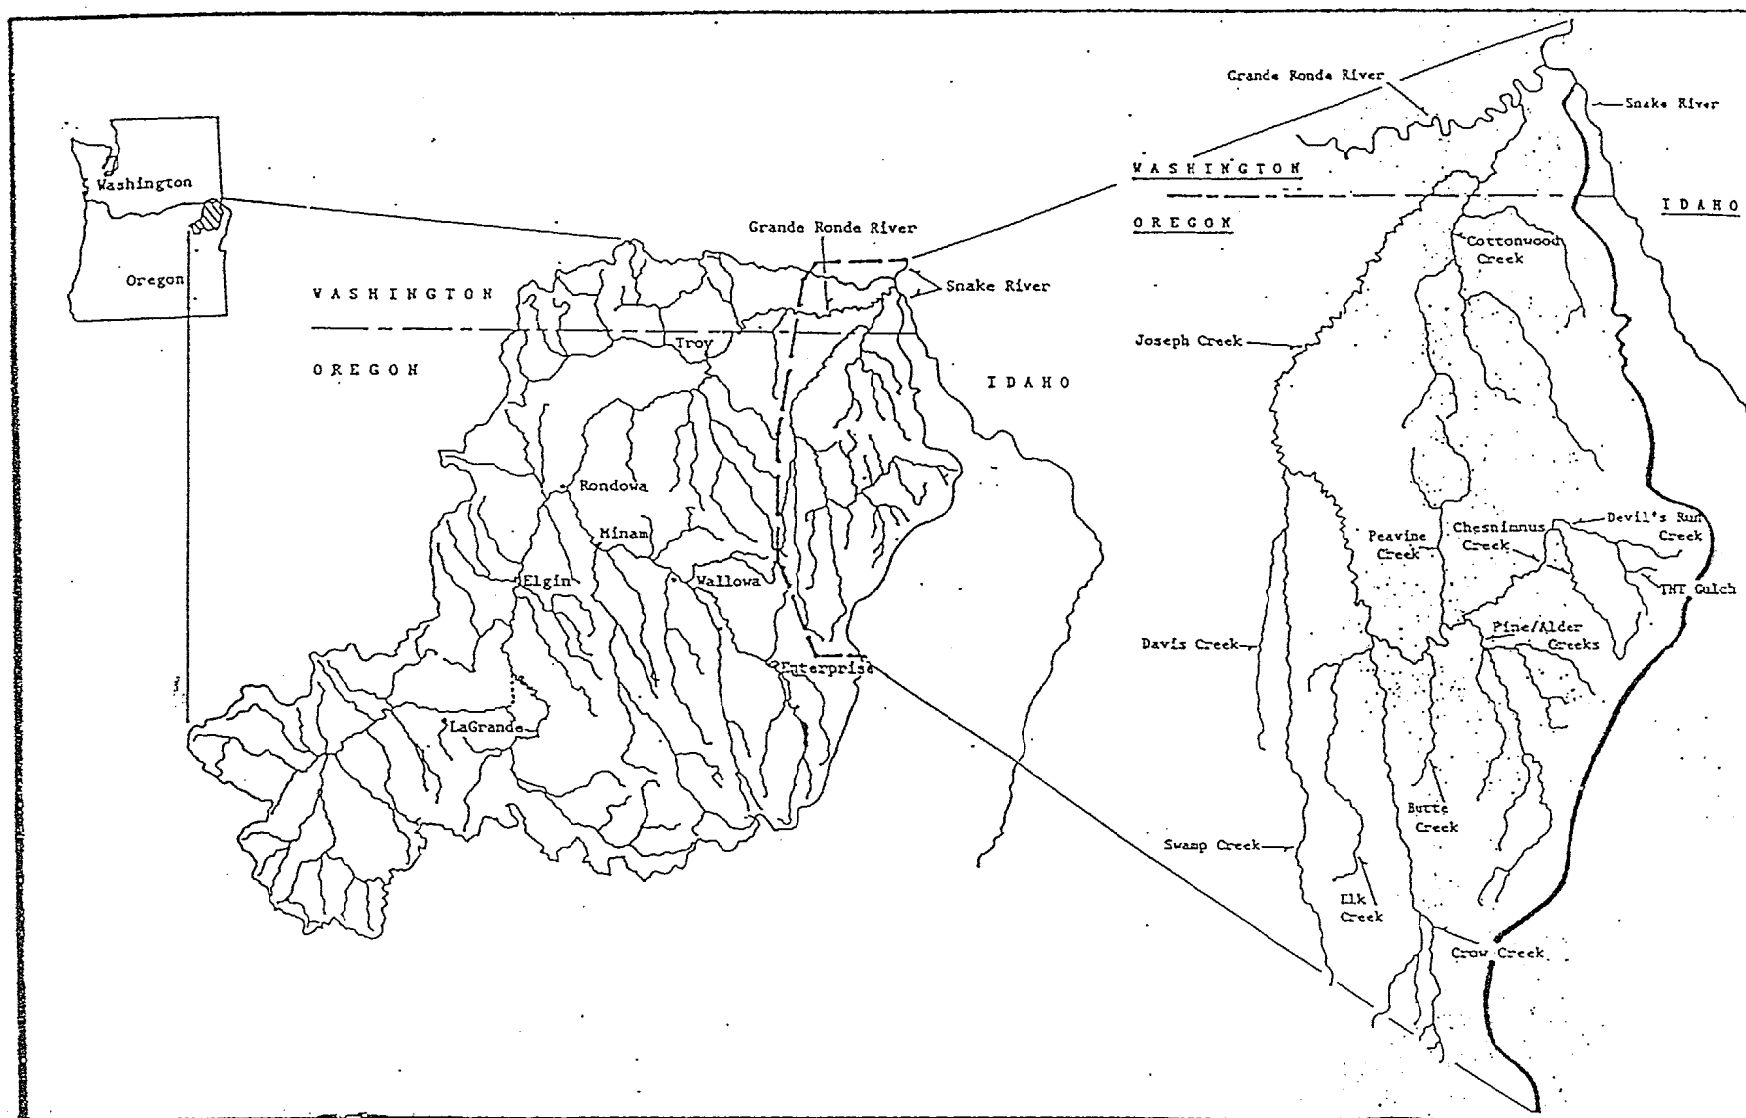 Washington
Oregon
WASHINGTON
OREGON
Grande Ronde River
Snake River
Troy
IDAHO
Rondowa
Minam
Elgin
Wallowa
Enterprise
LaGrande
Grande Ronde River
Snake River
WASHINGTON
OREGON
IDAHO
Cottonwood
Creek
Joseph Creek
Peavine
Creek
Chesnimnus
Creek
Devil's Run
Creek
TNT Gulch
Pine/Alder
Creeks
Davis Creek
Butte
Creek
Swamp Creek
Elk
Creek
Crow Creek